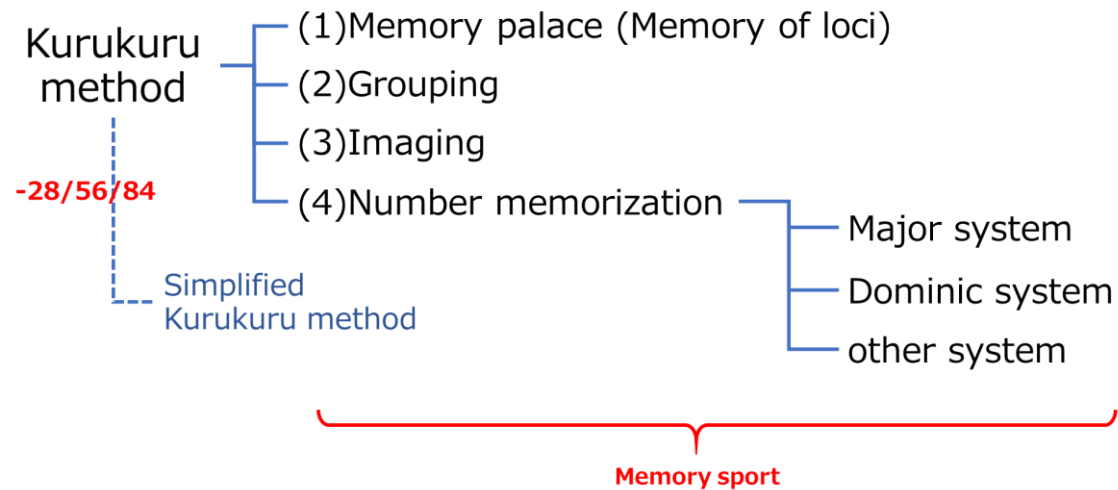 Kurukuru
method
(1)Memory palace (Memory of loci)
(2)Grouping
(3)Imaging
(4)Number memorization
-28/56/84
Simplified
Kurukuru method
Major system
Dominic system
other system
Memory sport